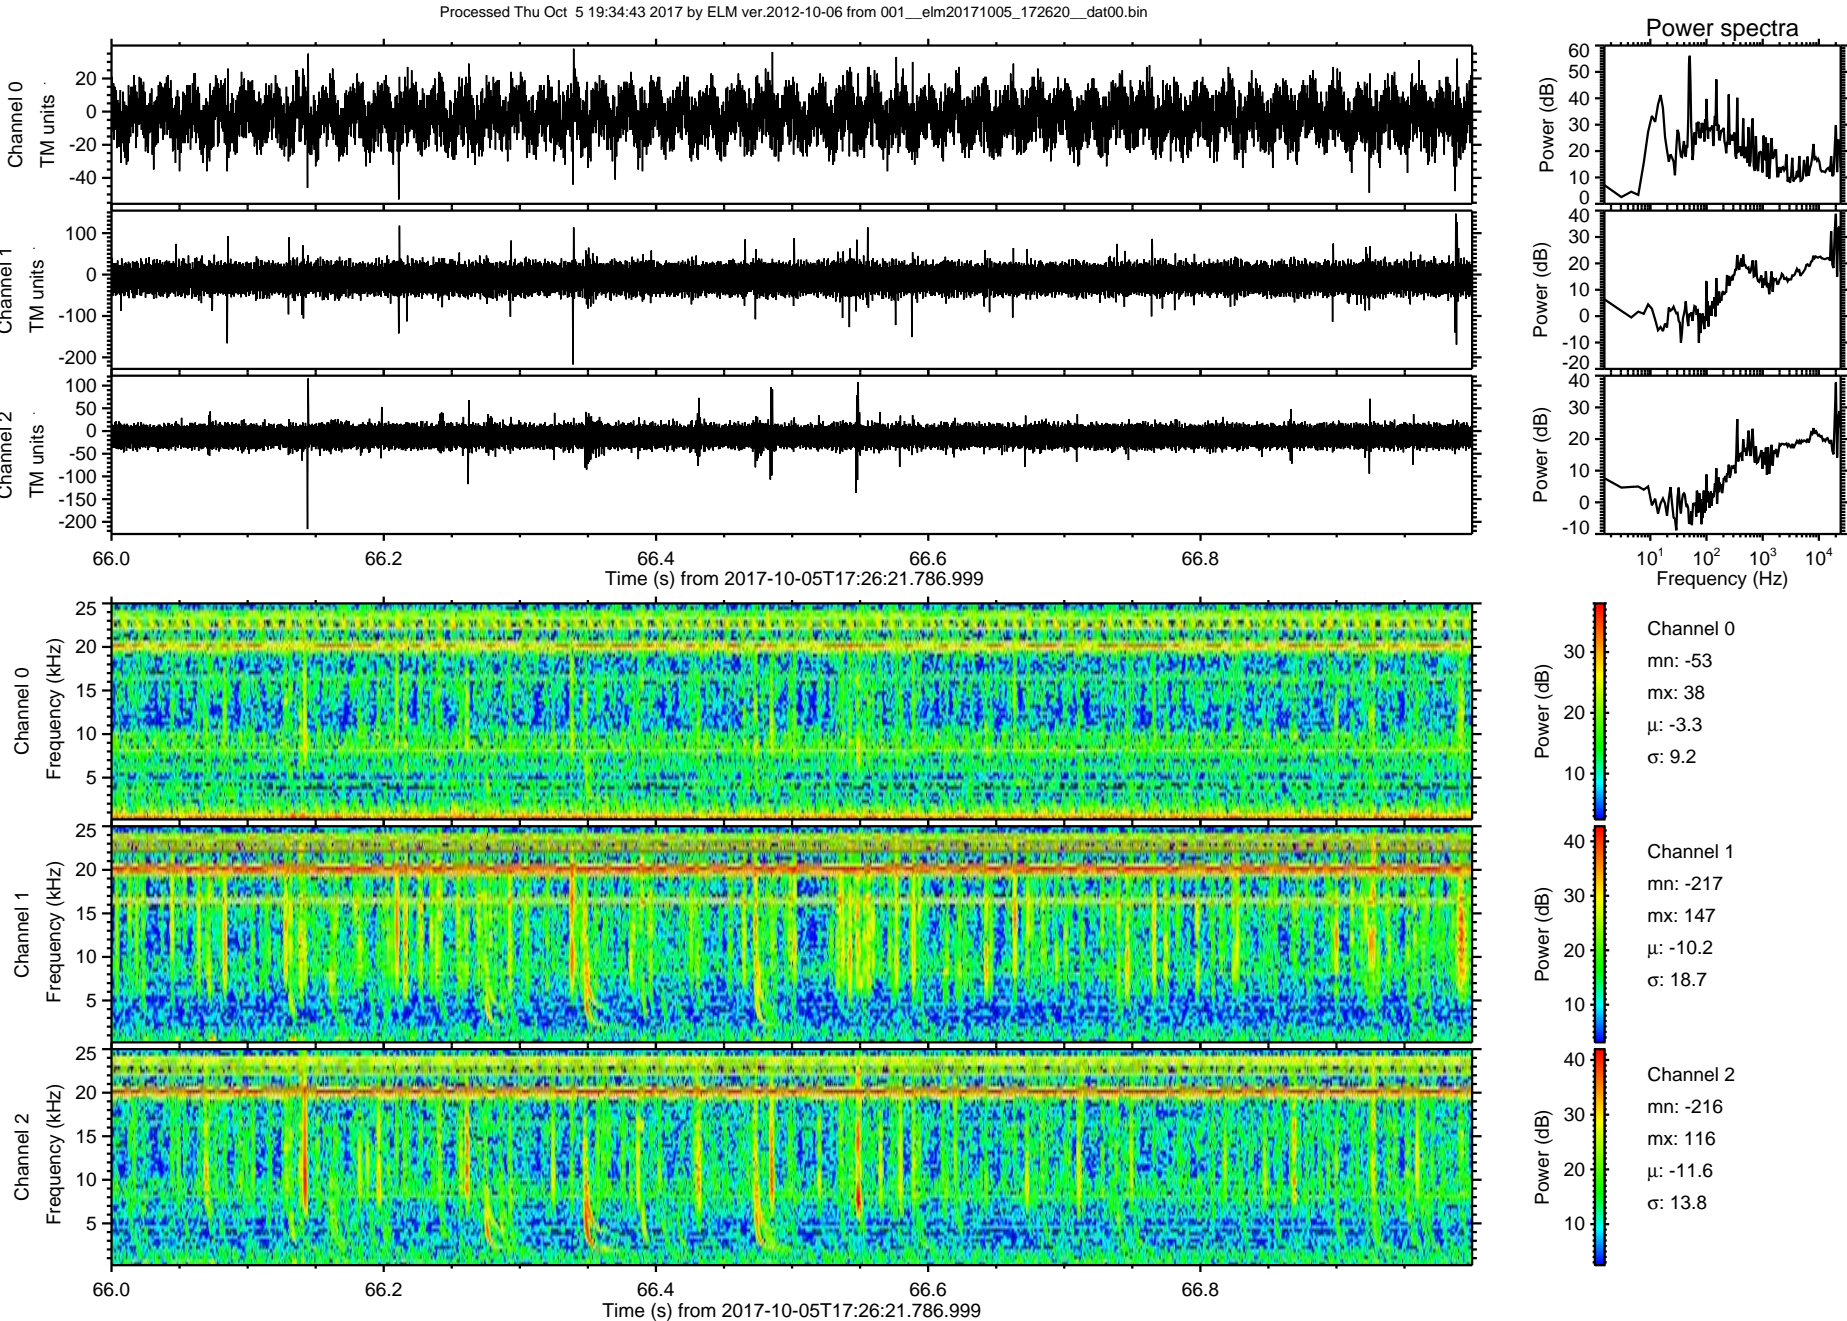 Processed Thu Oct  5 19:34:43 2017 by ELM ver.2012-10-06 from 001__elm20171005_172620__dat00.bin
Power spectra
Channel 0
TM units
20
0
-20
-40
Power (dB)
60
50
40
30
20
10
0
Channel 1
TM units
100
0
-100
-200
Power (dB)
40
30
20
10
0
-10
-20
Channel 2
TM units
100
50
0
-50
-100
-150
-200
Power (dB)
40
30
20
10
0
-10
66.0 66.2 66.4 66.6 66.8
Time (s) from 2017-10-05T17:26:21.786.999
10^1 10^2 10^3 10^4
Frequency (Hz)
Channel 0
Frequency (kHz)
25
20
15
10
5
Power (dB)
30
20
10
Channel 0
mn: -53
mx: 38
μ: -3.3
σ: 9.2
Channel 1
Frequency (kHz)
25
20
15
10
5
Power (dB)
40
30
20
10
Channel 1
mn: -217
mx: 147
μ: -10.2
σ: 18.7
Channel 2
Frequency (kHz)
25
20
15
10
5
Power (dB)
40
30
20
10
Channel 2
mn: -216
mx: 116
μ: -11.6
σ: 13.8
66.0 66.2 66.4 66.6 66.8
Time (s) from 2017-10-05T17:26:21.786.999